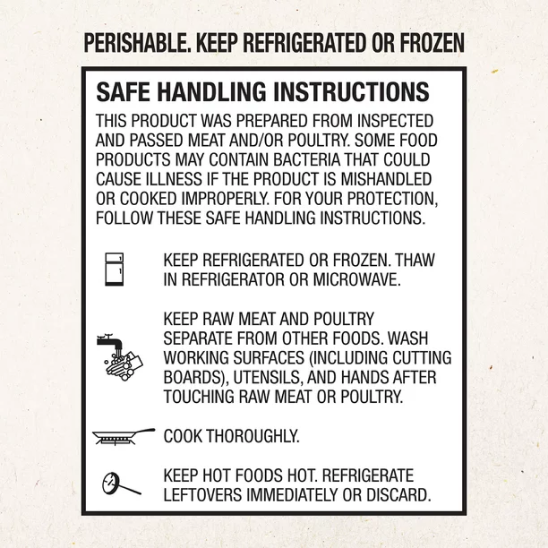 PERISHABLE. KEEP REFRIGERATED OR FROZEN
SAFE HANDLING INSTRUCTIONS
THIS PRODUCT WAS PREPARED FROM INSPECTED
AND PASSED MEAT AND/OR POULTRY. SOME FOOD
PRODUCTS MAY CONTAIN BACTERIA THAT COULD
CAUSE ILLNESS IF THE PRODUCT IS MISHANDLED
OR COOKED IMPROPERLY. FOR YOUR PROTECTION,
FOLLOW THESE SAFE HANDLING INSTRUCTIONS.
KEEP REFRIGERATED OR FROZEN. THAW
IN REFRIGERATOR OR MICROWAVE.
KEEP RAW MEAT AND POULTRY
SEPARATE FROM OTHER FOODS. WASH
WORKING SURFACES (INCLUDING CUTTING
BOARDS), UTENSILS, AND HANDS AFTER
TOUCHING RAW MEAT OR POULTRY.
COOK THOROUGHLY.
KEEP HOT FOODS HOT. REFRIGERATE
LEFTOVERS IMMEDIATELY OR DISCARD.